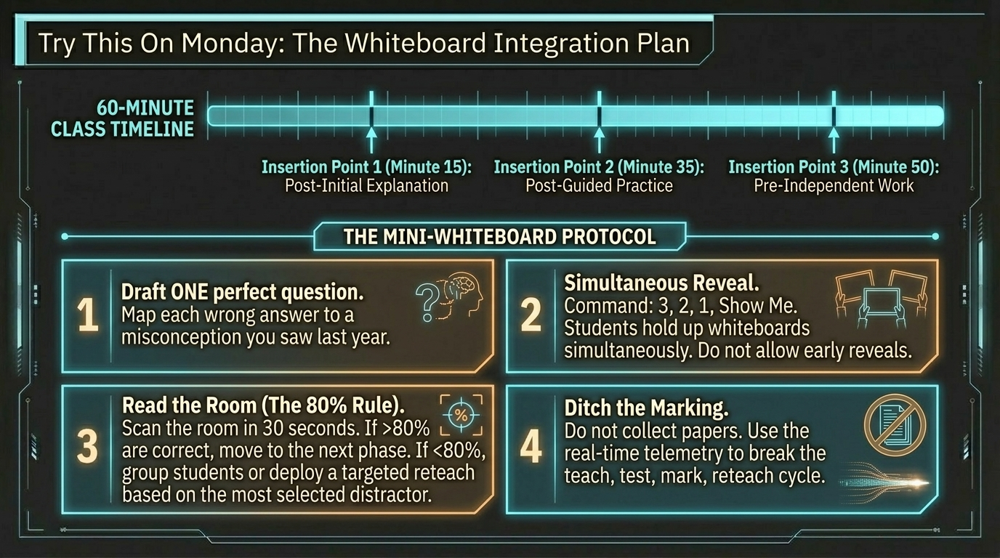 Try This On Monday: The Whiteboard Integration Plan
60-MINUTE
CLASS TIMELINE
Insertion Point 1 (Minute 15):
Post-Initial Explanation
Insertion Point 2 (Minute 35):
Post-Guided Practice
Insertion Point 3 (Minute 50):
Pre-Independent Work
THE MINI-WHITEBOARD PROTOCOL
1
Draft ONE perfect question.
Map each wrong answer to a
misconception you saw last year.
?
2
Simultaneous Reveal.
Command: 3, 2, 1, Show Me.
Students hold up whiteboards
simultaneously. Do not allow early reveals.
3
Read the Room (The 80% Rule).
Scan the room in 30 seconds. If >80%
are correct, move to the next phase. If <80%,
group students or deploy a targeted reteach
based on the most selected distractor.
%
4
Ditch the Marking.
Do not collect papers. Use the
real-time telemetry to break the
teach, test, mark, reteach cycle.